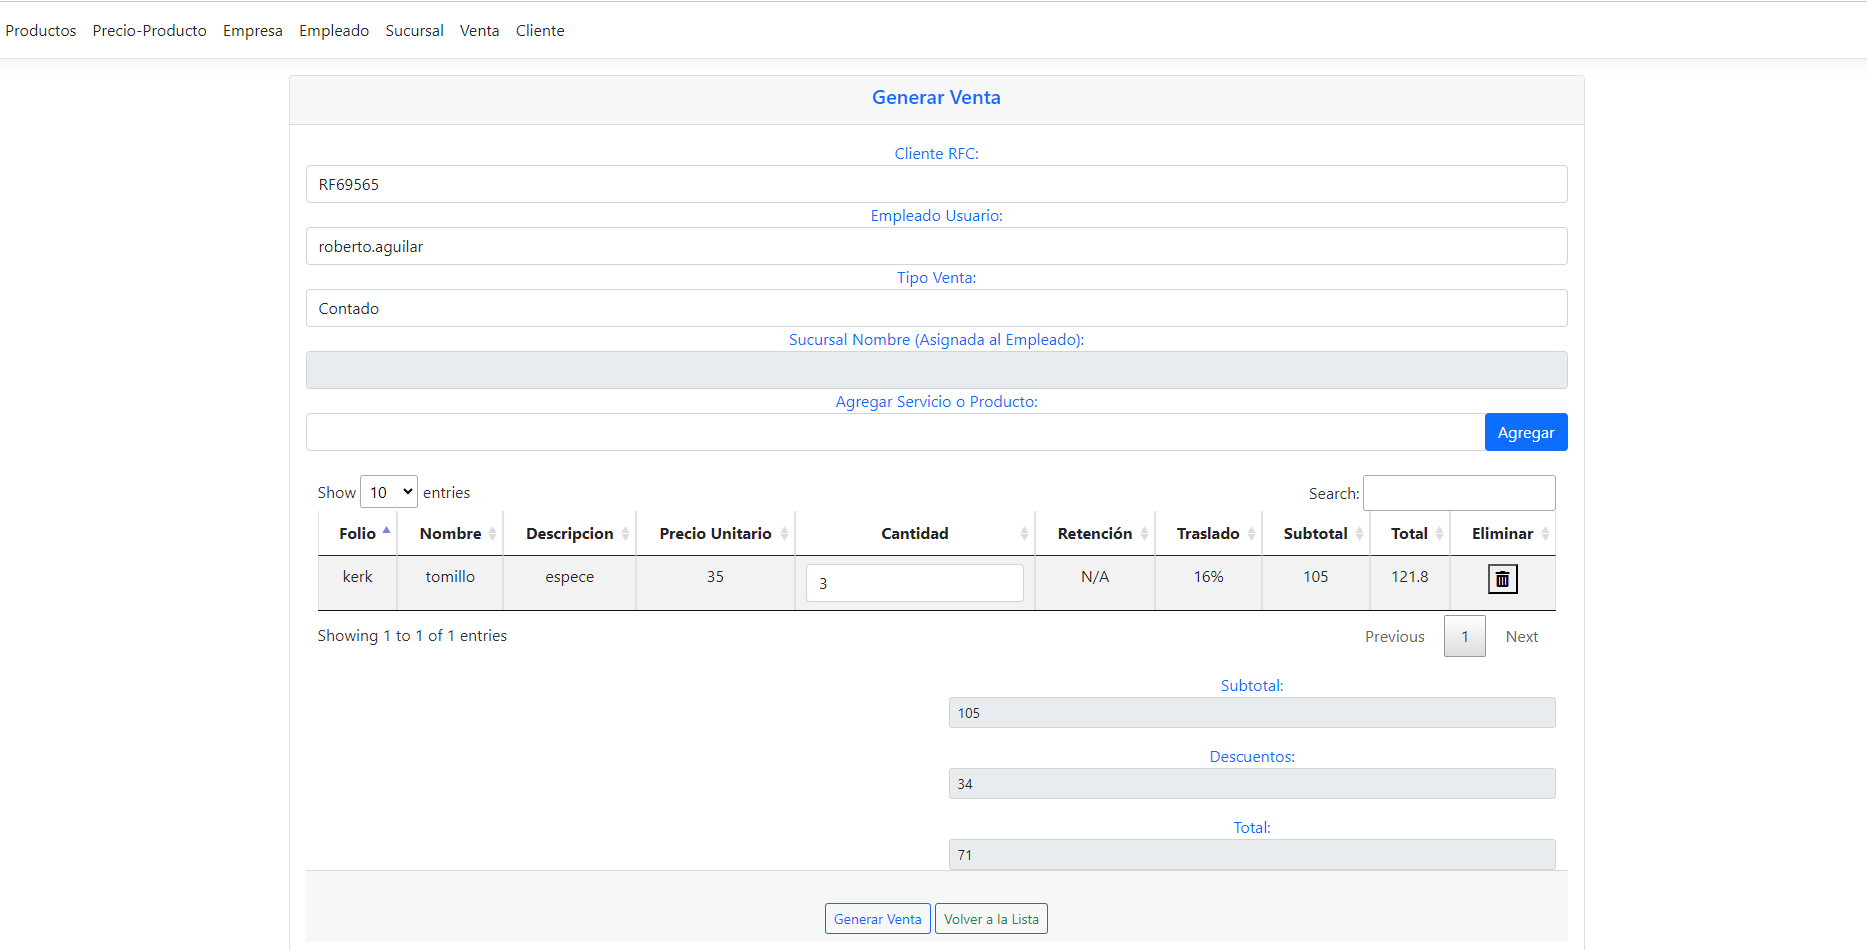 Productos Precio-Producto Empresa Empleado Sucursal Venta Cliente
Generar Venta
Cliente RFC:
RF69565
Empleado Usuario:
roberto.aguilar
Tipo Venta:
Contado
Sucursal Nombre (Asignada al Empleado):
Agregar Servicio o Producto:
Agregar
Show 10 entries Search:
Folio Nombre Descripcion Precio Unitario Cantidad Retención Traslado Subtotal Total Eliminar
kerk tomillo espece 35 3 N/A 16% 105 121.8
Showing 1 to 1 of 1 entries Previous 1 Next
Subtotal:
105
Descuentos:
34
Total:
71
Generar Venta Volver a la Lista